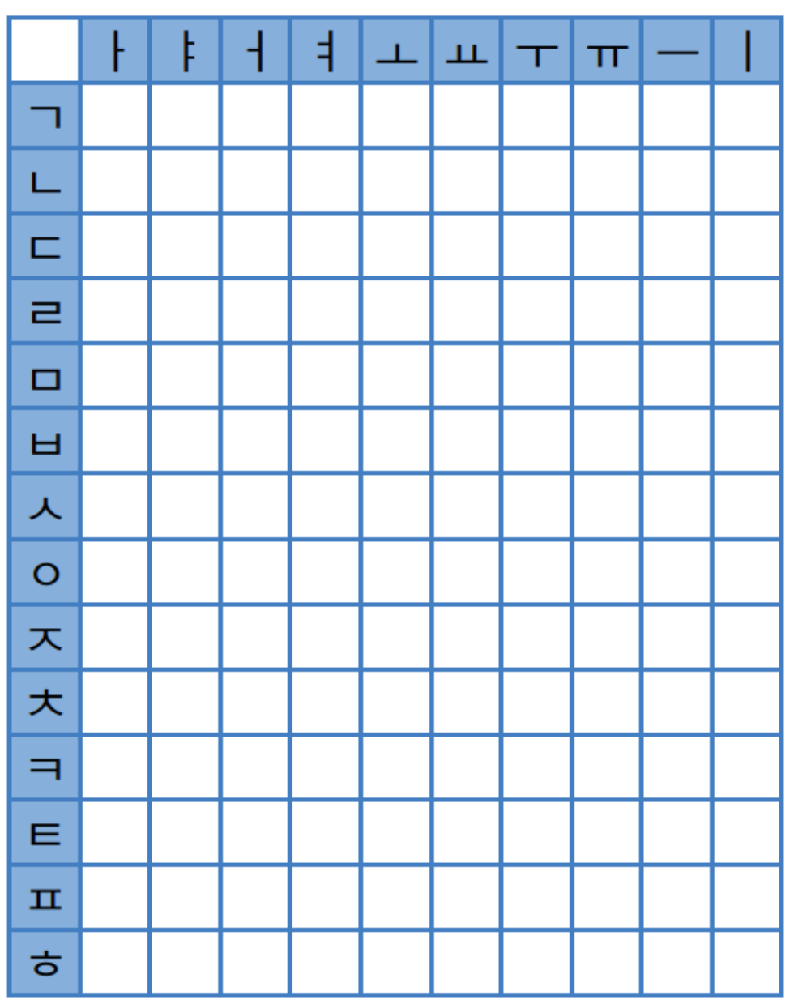 ㅏ ㅑ ㅓ ㅕ ㅗ ㅛ ㅜ ㅠ ㅡ ㅣ
ㄱ
ㄴ
ㄷ
ㄹ
ㅁ
ㅂ
ㅅ
ㅇ
ㅈ
ㅊ
ㅋ
ㅌ
ㅍ
ㅎ